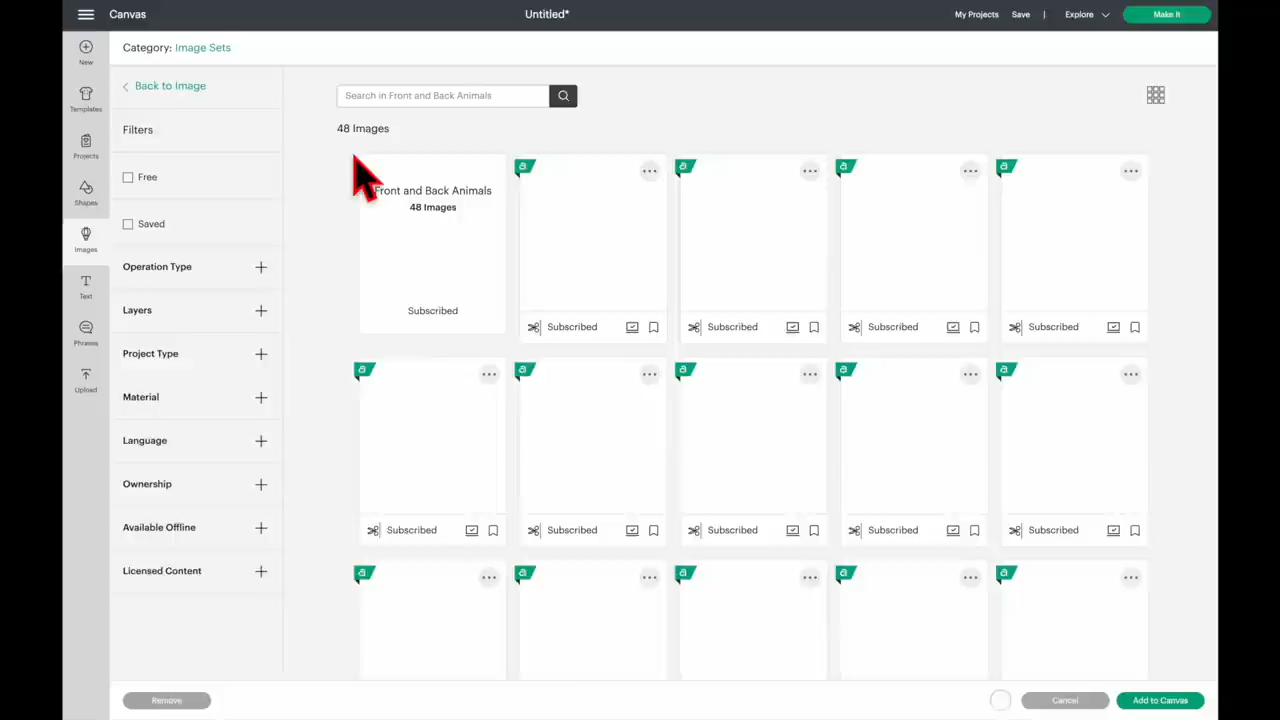 Canvas
Untitled*
My Projects
Save
|
Explore
Make It
New
Templates
Projects
Shapes
Images
Text
Phrases
Upload
Category: Image Sets
Back to Image
Filters
Free
Saved
Operation Type
Layers
Project Type
Material
Language
Ownership
Available Offline
Licensed Content
Search in Front and Back Animals
48 Images
Front and Back Animals
48 Images
Subscribed
Subscribed
Subscribed
Subscribed
Subscribed
Subscribed
Subscribed
Subscribed
Subscribed
Subscribed
Remove
Cancel
Add to Canvas